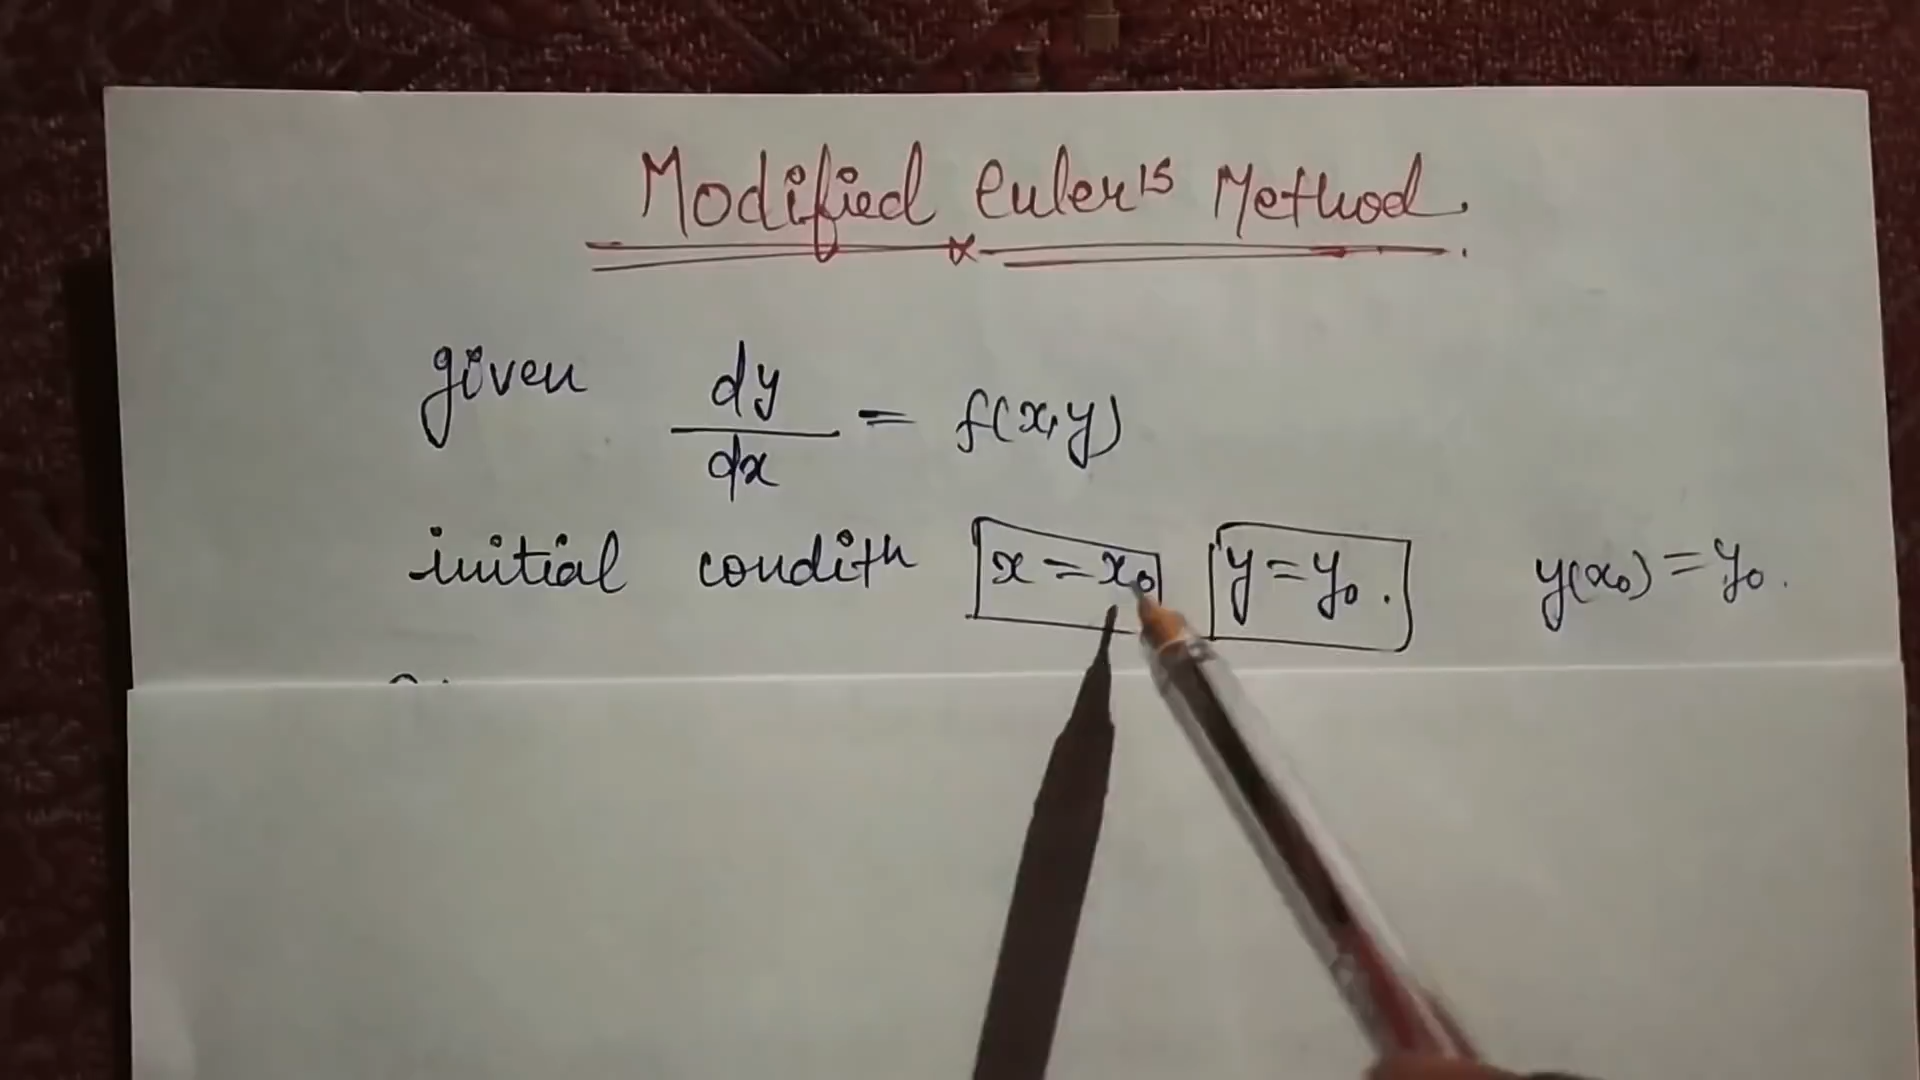 Modified Euler's Method.
given dy/dx = f(x,y)
initial condith x = x₀ y = y₀. y(x₀) = y₀.